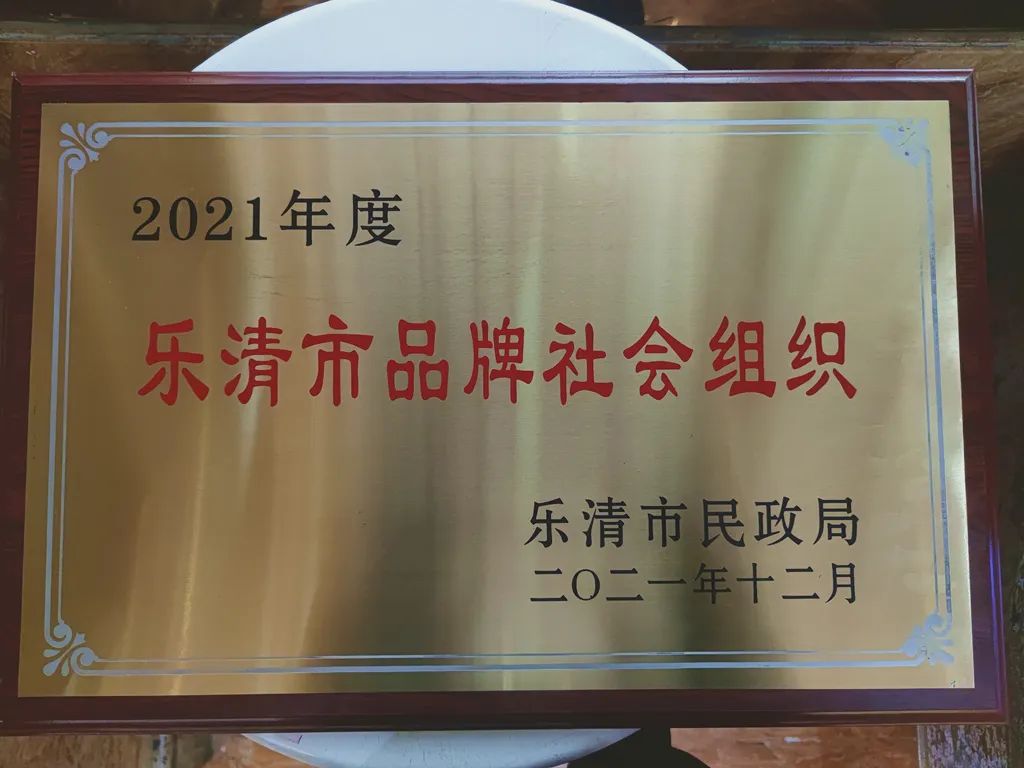 2021年度
乐清市品牌社会组织
乐清市民政局
二〇二一年十二月